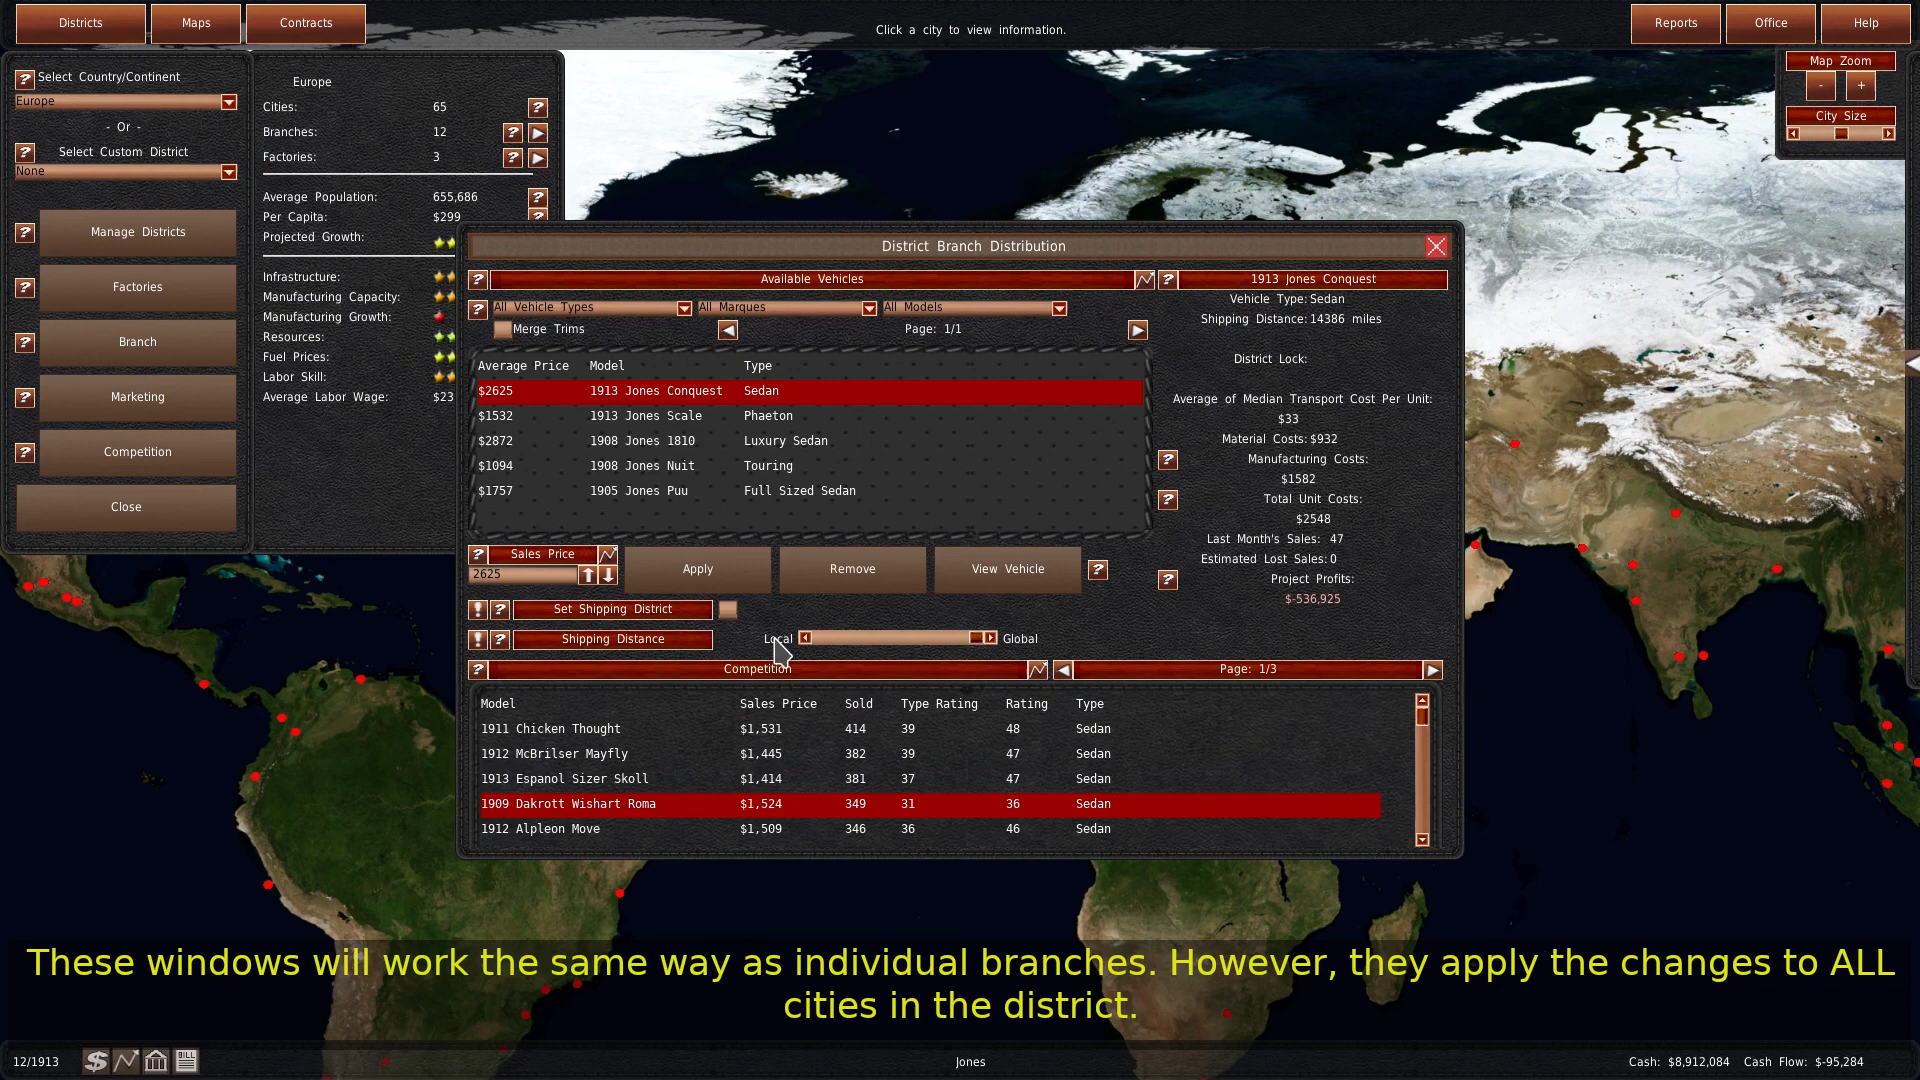 Districts Maps Contracts Click a city to view information. Reports Office Help
Map Zoom
- +
City Size
Select Country/Continent
Europe
- Or -
Select Custom District
None
Manage Districts
Factories
Branch
Marketing
Competition
Close
Europe
Cities: 65
Branches: 12
Factories: 3
Average Population: 655,686
Per Capita: $299
Projected Growth:
Infrastructure:
Manufacturing Capacity:
Manufacturing Growth:
Resources:
Fuel Prices:
Labor Skill:
Average Labor Wage: $23
District Branch Distribution
Available Vehicles
All Vehicle Types All Marques All Models
Merge Trims Page: 1/1
Average Price Model Type
$2625 1913 Jones Conquest Sedan
$1532 1913 Jones Scale Phaeton
$2872 1908 Jones 1810 Luxury Sedan
$1094 1908 Jones Nuit Touring
$1757 1905 Jones Puu Full Sized Sedan
Sales Price
2625
Apply Remove View Vehicle
Set Shipping District
Shipping Distance Local Global
1913 Jones Conquest
Vehicle Type: Sedan
Shipping Distance: 14386 miles
District Lock:
Average of Median Transport Cost Per Unit:
$33
Material Costs: $932
Manufacturing Costs:
$1582
Total Unit Costs:
$2548
Last Month's Sales: 47
Estimated Lost Sales: 0
Project Profits:
$-536,925
Competition Page: 1/3
Model Sales Price Sold Type Rating Rating Type
1911 Chicken Thought $1,531 414 39 48 Sedan
1912 McBrilser Mayfly $1,445 382 39 47 Sedan
1913 Espanol Sizer Skoll $1,414 381 37 47 Sedan
1909 Dakrott Wishart Roma $1,524 349 31 36 Sedan
1912 Alpleon Move $1,509 346 36 46 Sedan
These windows will work the same way as individual branches. However, they apply the changes to ALL
cities in the district.
12/1913 BILL Jones Cash: $8,912,084 Cash Flow: $-95,284